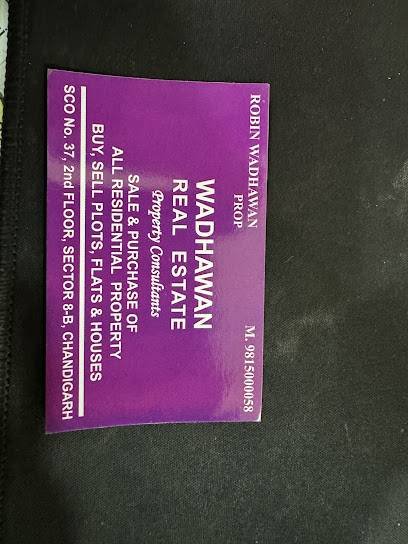 ROBIN WADHAWAN M. 9815000058
PROP
WADHAWAN
REAL ESTATE
Property Consultants
SALE & PURCHASE OF
ALL RESIDENTIAL PROPERTY
BUY, SELL PLOTS, FLATS & HOUSES
SCO No. 37, 2nd FLOOR, SECTOR 8-B, CHANDIGARH